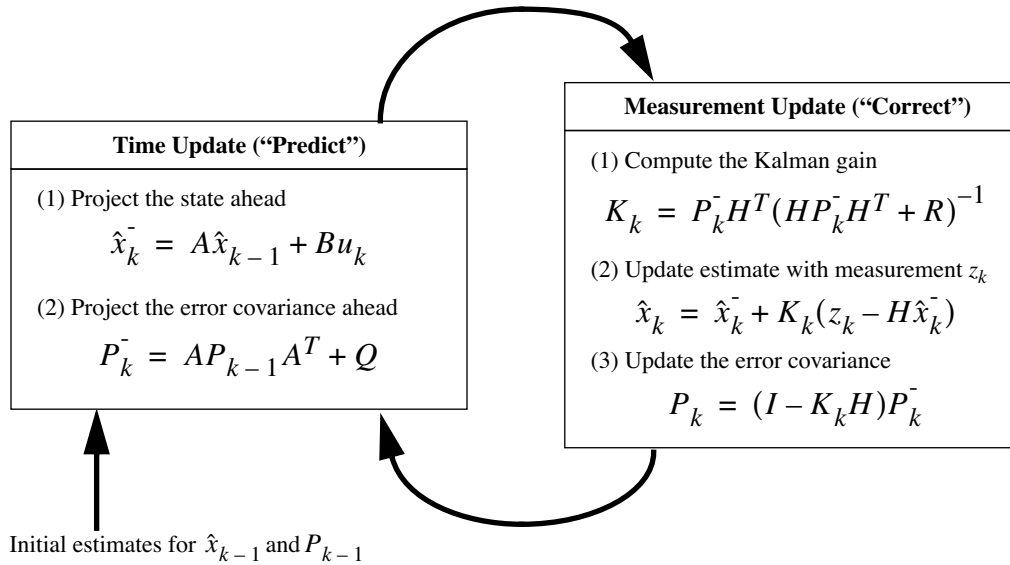 Time Update (“Predict”)
(1) Project the state ahead
x̂ₖ⁻ = Ax̂ₖ₋₁ + Buₖ
(2) Project the error covariance ahead
Pₖ⁻ = APₖ₋₁Aᵀ + Q
Initial estimates for x̂ₖ₋₁ and Pₖ₋₁
Measurement Update (“Correct”)
(1) Compute the Kalman gain
Kₖ = Pₖ⁻Hᵀ(HPₖ⁻Hᵀ + R)⁻¹
(2) Update estimate with measurement zₖ
x̂ₖ = x̂ₖ⁻ + Kₖ(zₖ – Hx̂ₖ⁻)
(3) Update the error covariance
Pₖ = (I – KₖH)Pₖ⁻